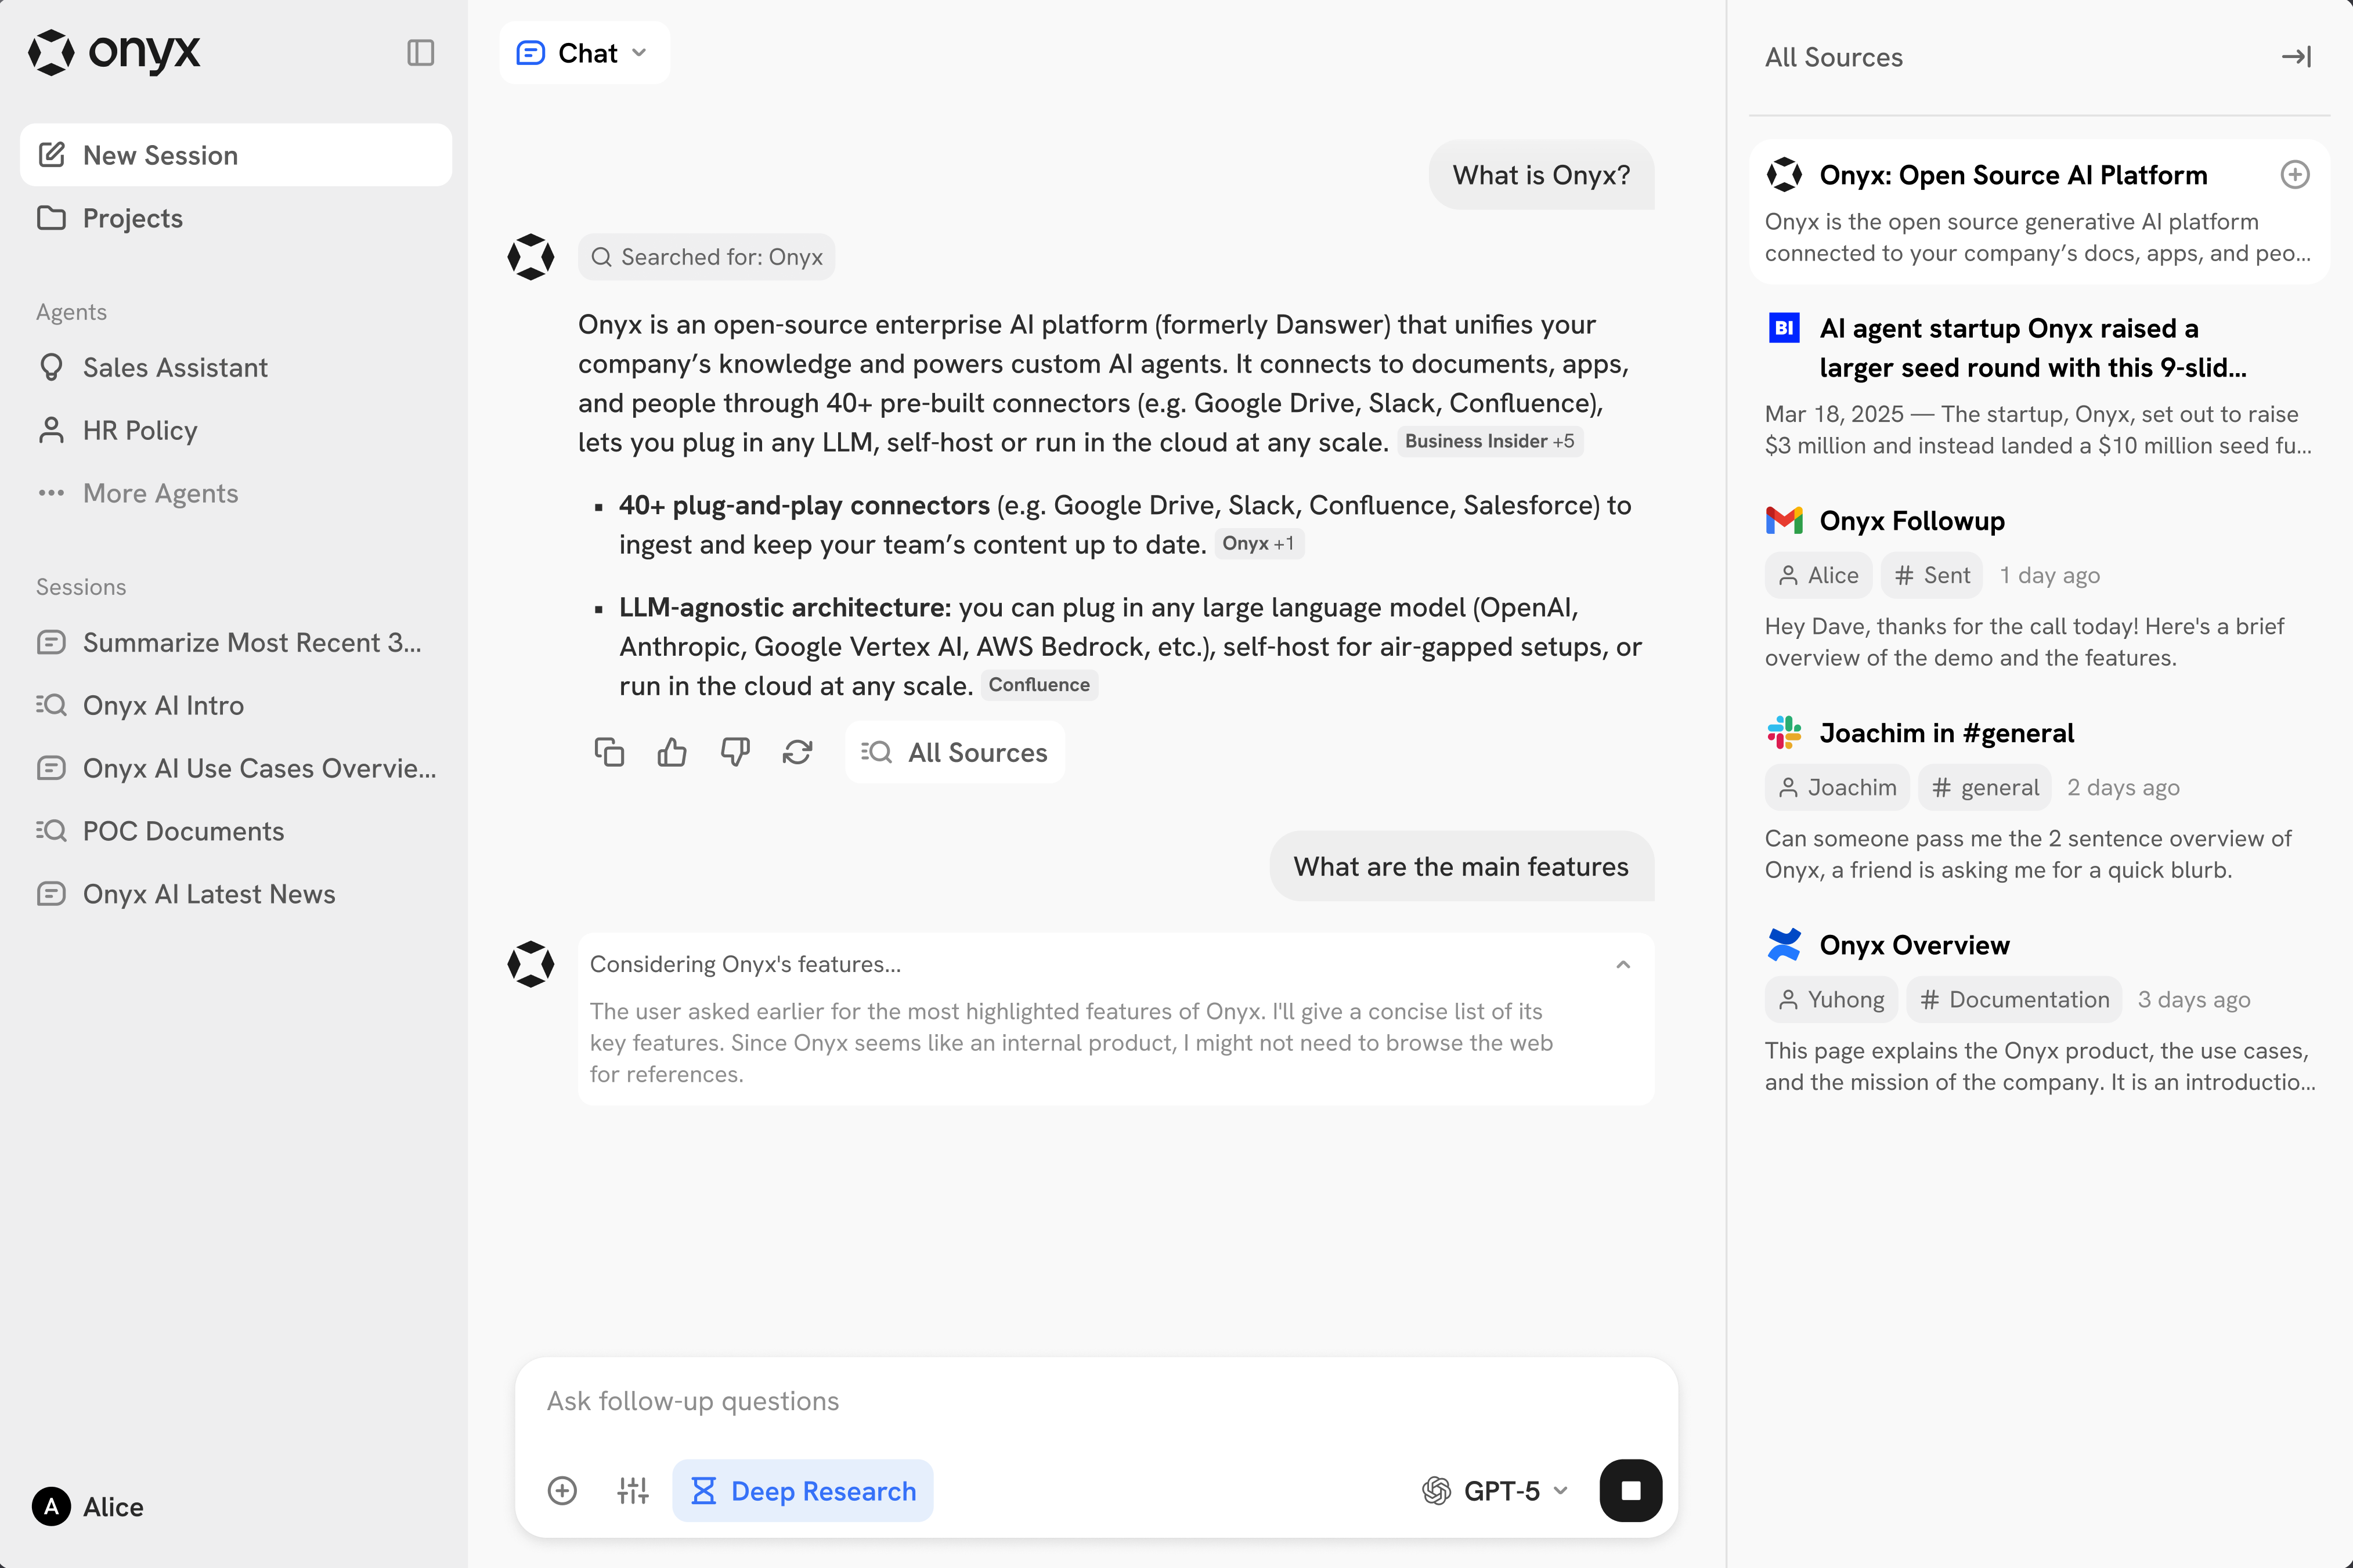 onyx
New Session
Projects
Agents
Sales Assistant
HR Policy
More Agents
Sessions
Summarize Most Recent 3...
Onyx AI Intro
Onyx AI Use Cases Overvie...
POC Documents
Onyx AI Latest News
A Alice
Chat
What is Onyx?
Searched for: Onyx
Onyx is an open-source enterprise AI platform (formerly Danswer) that unifies your
company’s knowledge and powers custom AI agents. It connects to documents, apps,
and people through 40+ pre-built connectors (e.g. Google Drive, Slack, Confluence),
lets you plug in any LLM, self-host or run in the cloud at any scale. Business Insider +5
▪ 40+ plug-and-play connectors (e.g. Google Drive, Slack, Confluence, Salesforce) to
ingest and keep your team’s content up to date. Onyx +1
▪ LLM-agnostic architecture: you can plug in any large language model (OpenAI,
Anthropic, Google Vertex AI, AWS Bedrock, etc.), self-host for air-gapped setups, or
run in the cloud at any scale. Confluence
All Sources
What are the main features
Considering Onyx's features...
The user asked earlier for the most highlighted features of Onyx. I'll give a concise list of its
key features. Since Onyx seems like an internal product, I might not need to browse the web
for references.
Ask follow-up questions
Deep Research
GPT-5
All Sources
Onyx: Open Source AI Platform
Onyx is the open source generative AI platform
connected to your company’s docs, apps, and peo...
BI AI agent startup Onyx raised a
larger seed round with this 9-slid...
Mar 18, 2025 — The startup, Onyx, set out to raise
$3 million and instead landed a $10 million seed fu...
Onyx Followup
Alice # Sent 1 day ago
Hey Dave, thanks for the call today! Here's a brief
overview of the demo and the features.
Joachim in #general
Joachim # general 2 days ago
Can someone pass me the 2 sentence overview of
Onyx, a friend is asking me for a quick blurb.
Onyx Overview
Yuhong # Documentation 3 days ago
This page explains the Onyx product, the use cases,
and the mission of the company. It is an introductio...